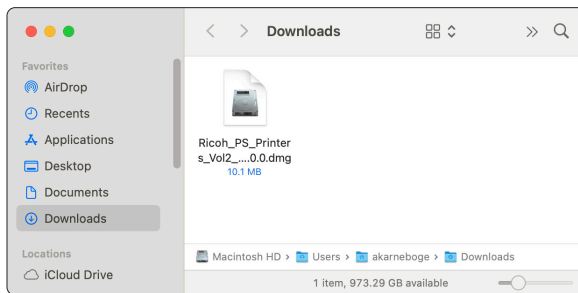 Downloads
Favorites
AirDrop
Recents
Applications
Desktop
Documents
Downloads
Locations
iCloud Drive
Ricoh_PS_Printer
s_Vol2_....0.0.dmg
10.1 MB
Macintosh HD › Users › akarneboge › Downloads
1 item, 973.29 GB available